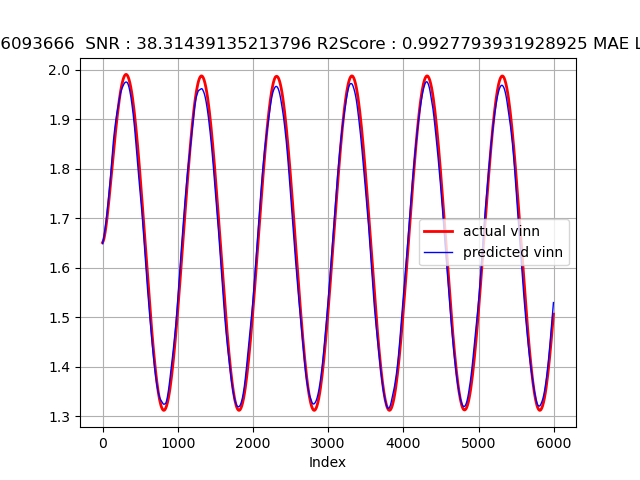 6093666 SNR : 38.31439135213796 R2Score : 0.9927793931928925 MAE L
2.0
1.9
1.8
1.7
1.6
1.5
1.4
1.3
actual vinn
predicted vinn
0 1000 2000 3000 4000 5000 6000
Index